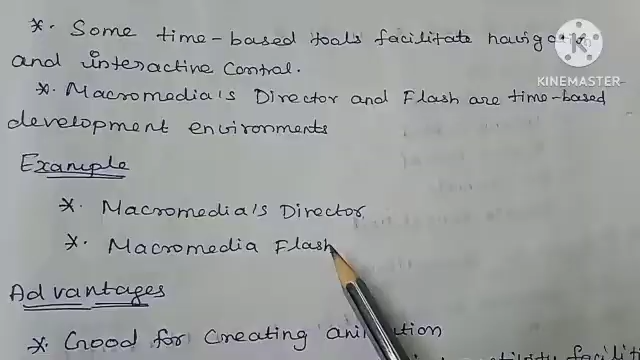 *. Some time-based tools facilitate
and interactive control.
KINEMASTER
*. Macromedia's Director and Flash are time-based
development environments
Example
*. Macromedia's Director
*. Macromedia Flash
Advantages
*. Good for creating animation